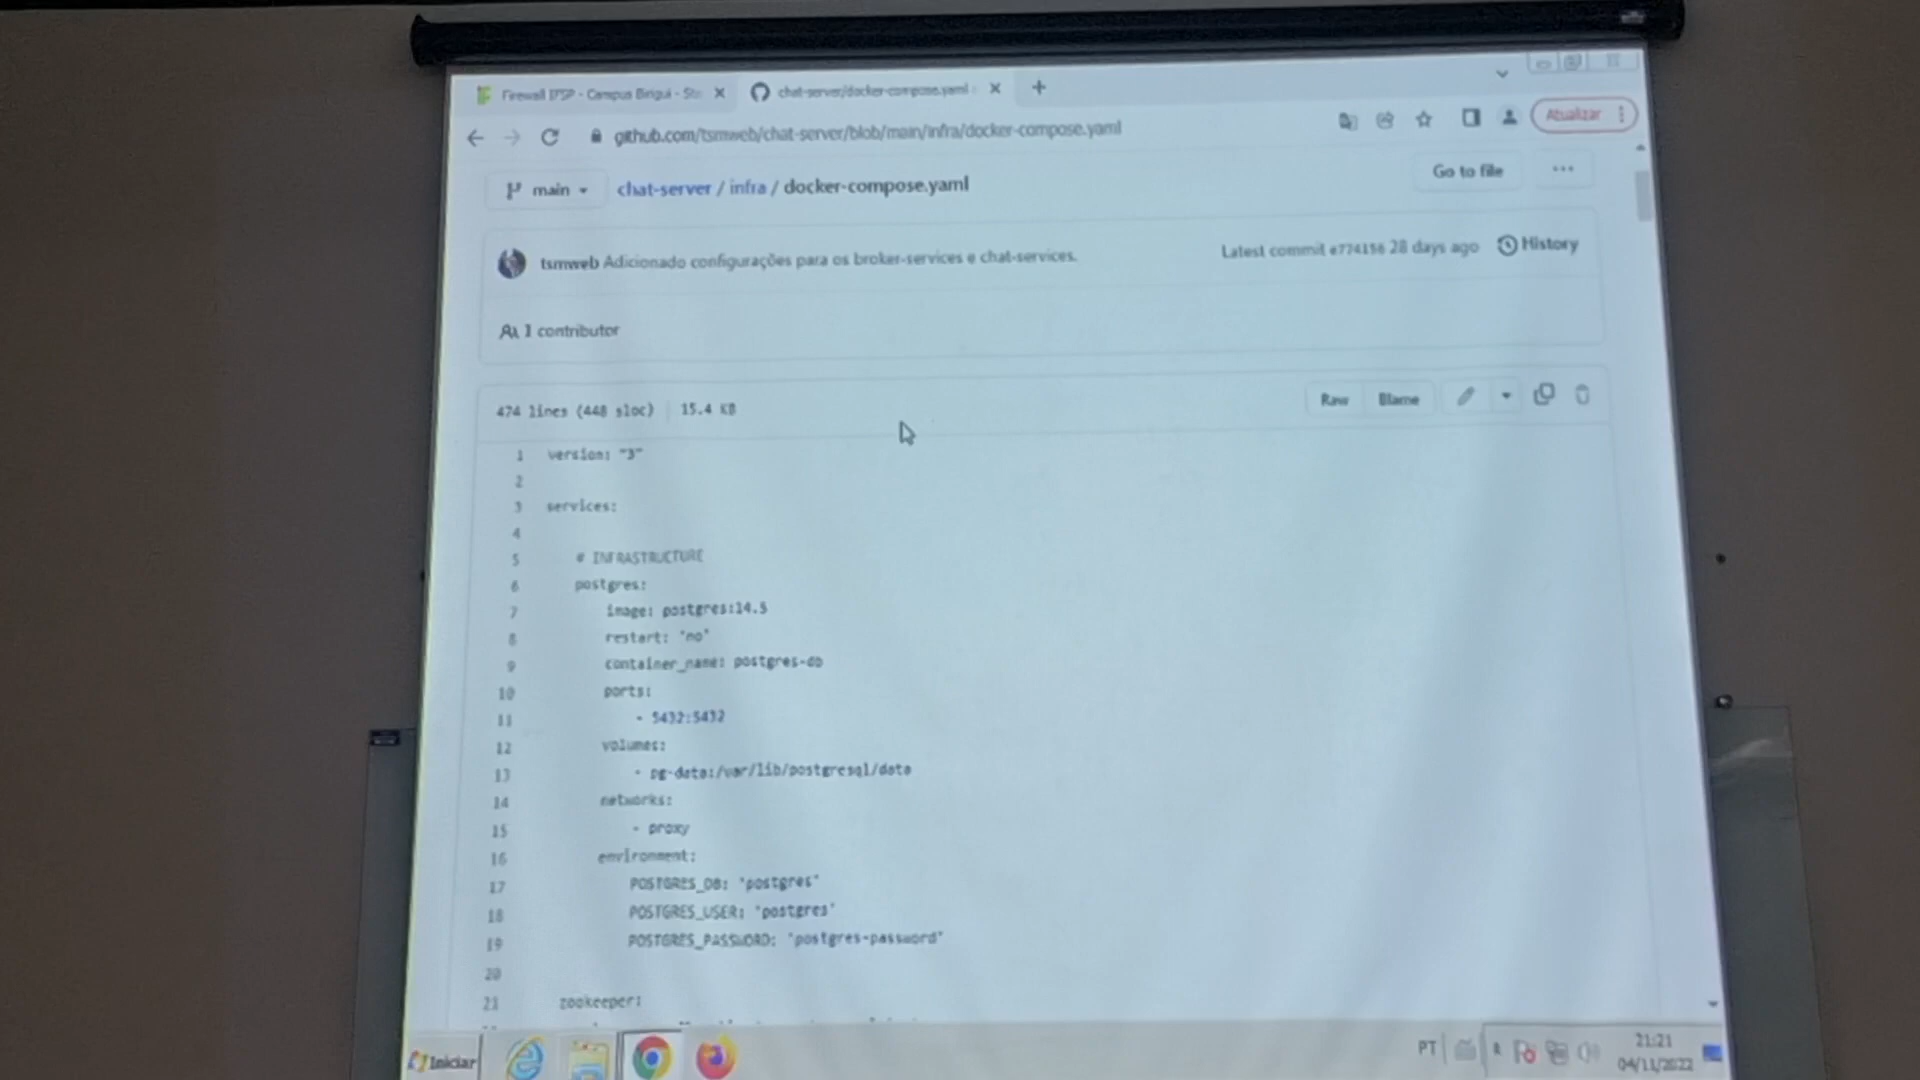 Firewall IFSP - Campus Birigui - Sto
chat-server/docker-compose.yaml
github.com/tsmweb/chat-server/blob/main/infra/docker-compose.yaml
Atualizar
main
chat-server / infra / docker-compose.yaml
Go to file
tsmweb Adicionado configurações para os broker-services e chat-services.
Latest commit e774156 28 days ago
History
1 contributor
474 lines (448 sloc)
15.4 KB
Raw
Blame
1 version: "3"
2
3 services:
4
5 # INFRASTRUCTURE
6 postgres:
7 image: postgres:14.5
8 restart: "no"
9 container_name: postgres-db
10 ports:
11 - 5432:5432
12 volumes:
13 - pg-data:/var/lib/postgresql/data
14 networks:
15 - proxy
16 environment:
17 POSTGRES_DB: "postgres"
18 POSTGRES_USER: "postgres"
19 POSTGRES_PASSWORD: "postgres-password"
20
21 zookeeper:
Iniciar
PT
21:21
04/11/2022